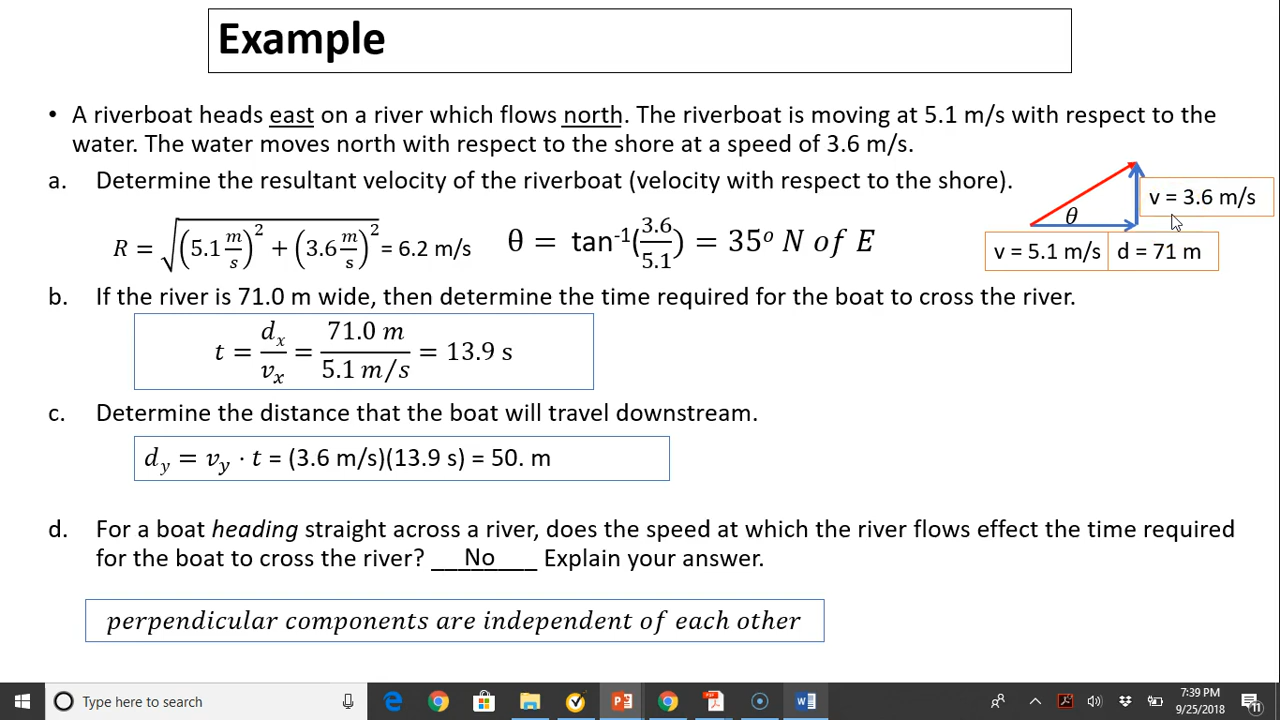 Example
• A riverboat heads east on a river which flows north. The riverboat is moving at 5.1 m/s with respect to the
water. The water moves north with respect to the shore at a speed of 3.6 m/s.
a. Determine the resultant velocity of the riverboat (velocity with respect to the shore).
v = 3.6 m/s
θ
v = 5.1 m/s d = 71 m
R = √((5.1 m/s)² + (3.6 m/s)²) = 6.2 m/s θ = tan⁻¹(3.6/5.1) = 35° N of E
b. If the river is 71.0 m wide, then determine the time required for the boat to cross the river.
t = dₓ/vₓ = 71.0 m/5.1 m/s = 13.9 s
c. Determine the distance that the boat will travel downstream.
d_y = v_y · t = (3.6 m/s)(13.9 s) = 50. m
d. For a boat heading straight across a river, does the speed at which the river flows effect the time required
for the boat to cross the river? ___No____ Explain your answer.
perpendicular components are independent of each other
Type here to search
7:39 PM
9/25/2018
11